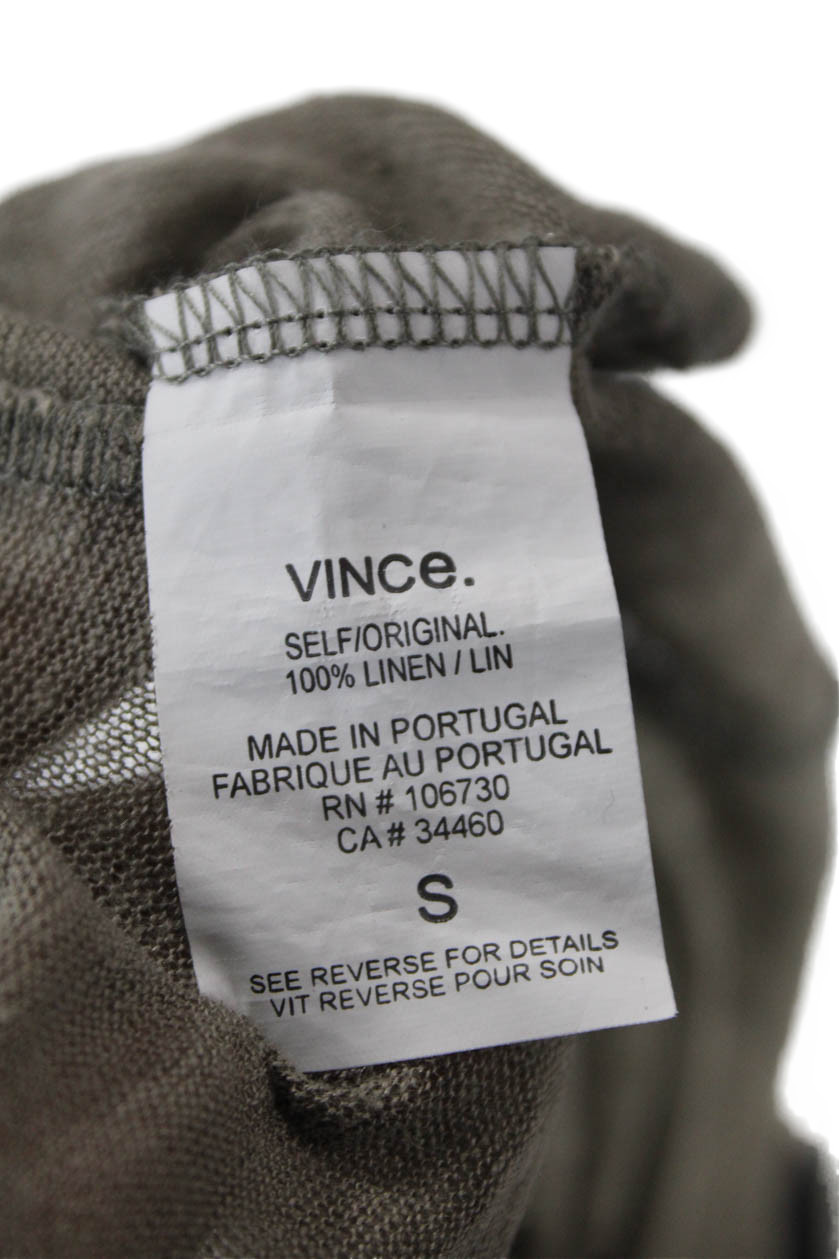 VINCe.
SELF/ORIGINAL.
100% LINEN / LIN
MADE IN PORTUGAL
FABRIQUE AU PORTUGAL
RN # 106730
CA # 34460
S
SEE REVERSE FOR DETAILS
VIT REVERSE POUR SOIN